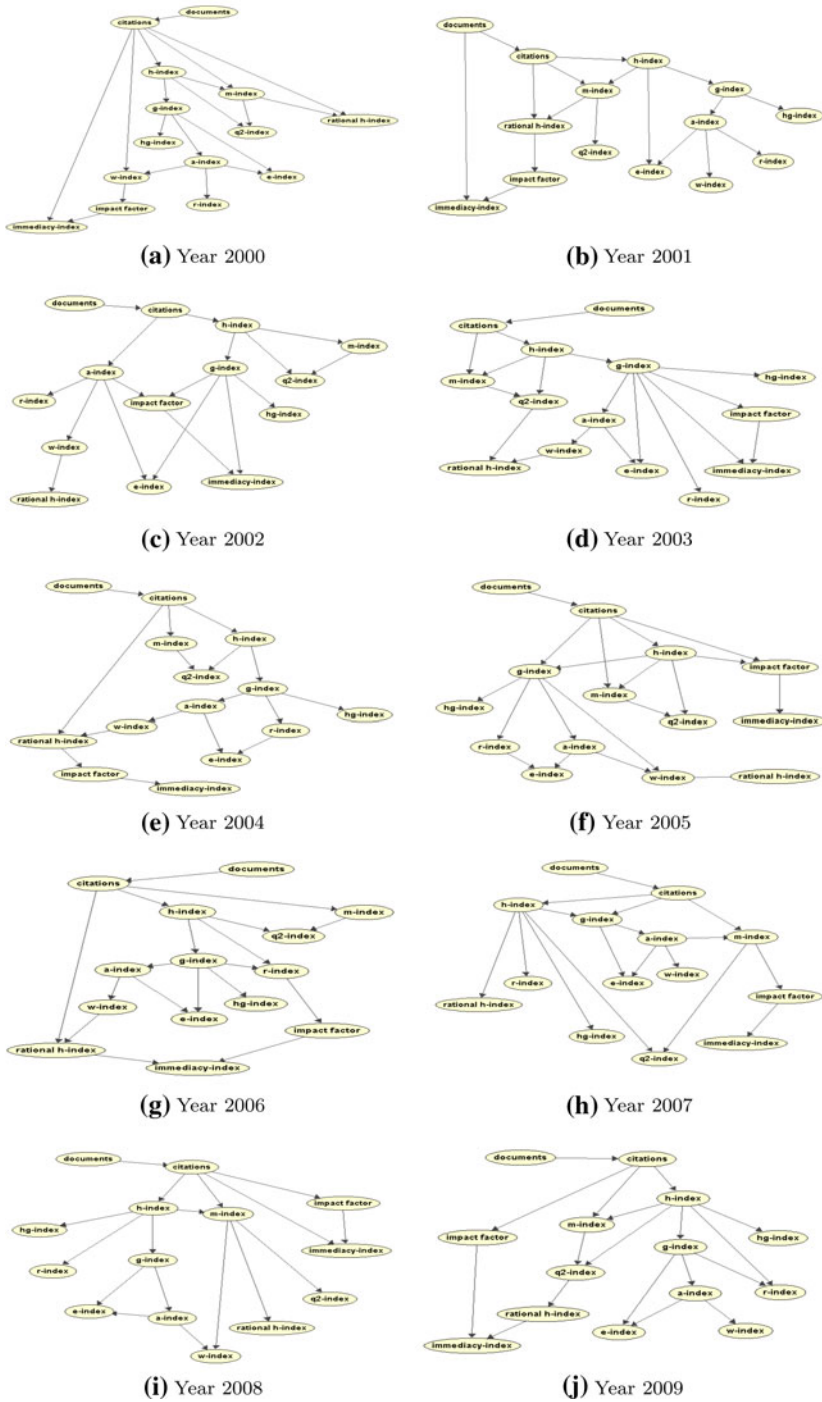 documents
citations
h-index
m-index
g-index
rational h-index
hg-index
q2-index
a-index
w-index
e-index
impact factor
r-index
immediacy-index
(a) Year 2000
documents
citations
h-index
m-index
g-index
rational h-index
hg-index
a-index
q2-index
r-index
impact factor
e-index
w-index
immediacy-index
(b) Year 2001
documents
citations
h-index
m-index
a-index
g-index
q2-index
r-index
impact factor
hg-index
w-index
e-index
immediacy-index
rational h-index
(c) Year 2002
documents
citations
h-index
m-index
g-index
hg-index
q2-index
a-index
impact factor
w-index
rational h-index
e-index
immediacy-index
r-index
(d) Year 2003
documents
citations
m-index
h-index
q2-index
g-index
a-index
hg-index
w-index
r-index
rational h-index
e-index
impact factor
immediacy-index
(e) Year 2004
documents
citations
h-index
g-index
impact factor
m-index
hg-index
q2-index
immediacy-index
r-index
a-index
e-index
w-index
rational h-index
(f) Year 2005
documents
citations
h-index
m-index
q2-index
g-index
a-index
r-index
w-index
hg-index
e-index
impact factor
rational h-index
immediacy-index
(g) Year 2006
documents
citations
h-index
g-index
a-index
m-index
r-index
e-index
w-index
rational h-index
impact factor
hg-index
immediacy-index
q2-index
(h) Year 2007
documents
citations
impact factor
h-index
m-index
hg-index
immediacy-index
g-index
r-index
q2-index
e-index
a-index
rational h-index
w-index
(i) Year 2008
documents
citations
h-index
m-index
impact factor
hg-index
g-index
q2-index
a-index
r-index
rational h-index
e-index
w-index
immediacy-index
(j) Year 2009